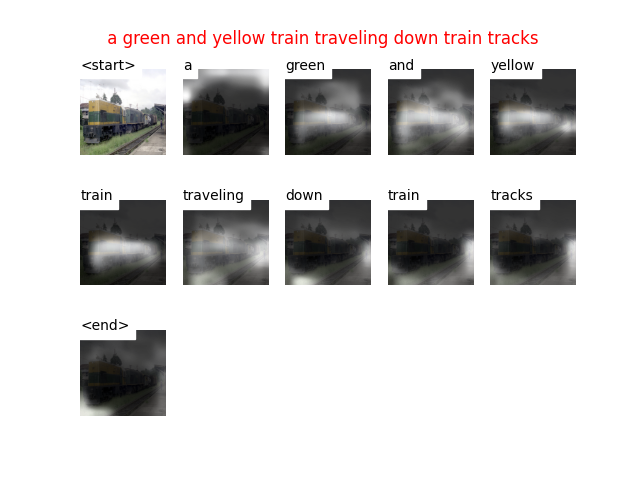 a green and yellow train traveling down train tracks
<start> a green and yellow
train traveling down train tracks
<end>